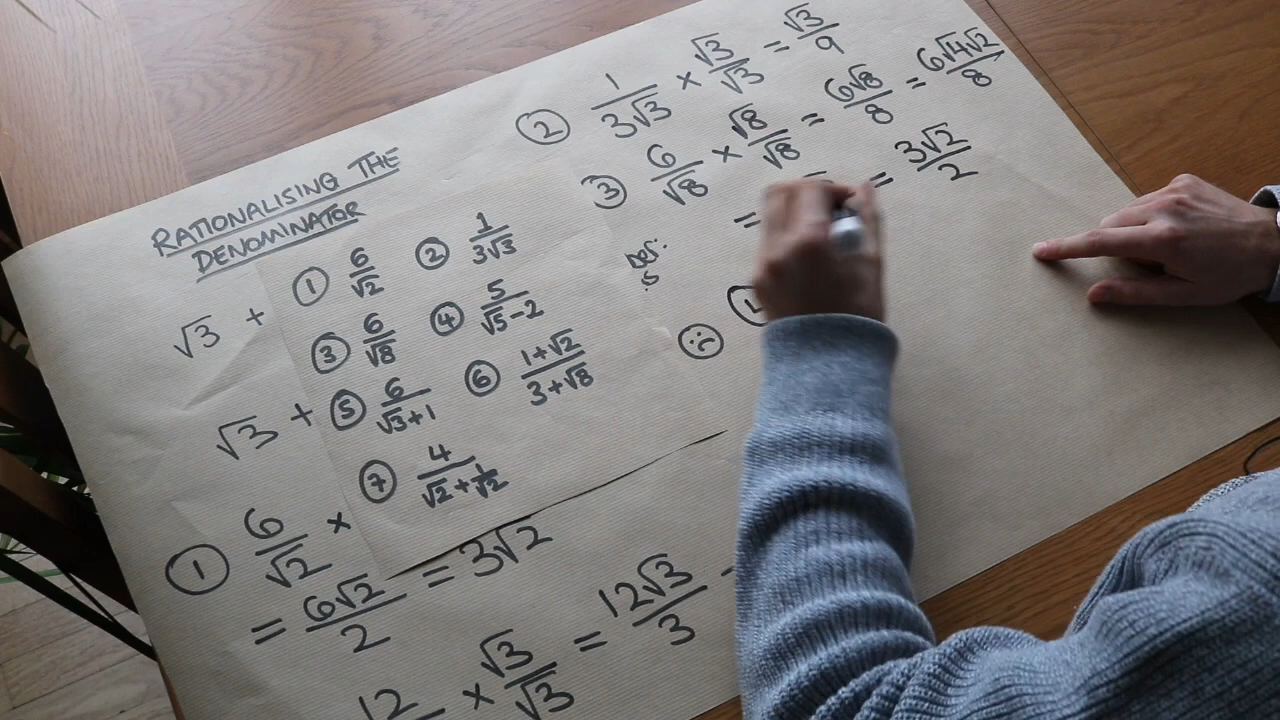 RATIONALISING THE
DENOMINATOR
√3 +
√3 +
① 6/√2 ② 1/3√3
③ 6/√8 ④ 5/√5-2
⑤ 6/√3+1 ⑥ 1+√2/3+√8
⑦ 4/√2+1/√2
① 6/√2 ×
= 6√2/2 = 3√2
12 × √3/√3 = 12√3/3
② 1/3√3 × √3/√3 = √3/9
③ 6/√8 × √8/√8 = 6√8/8 = 6√4√2/8
= = 3√2/2